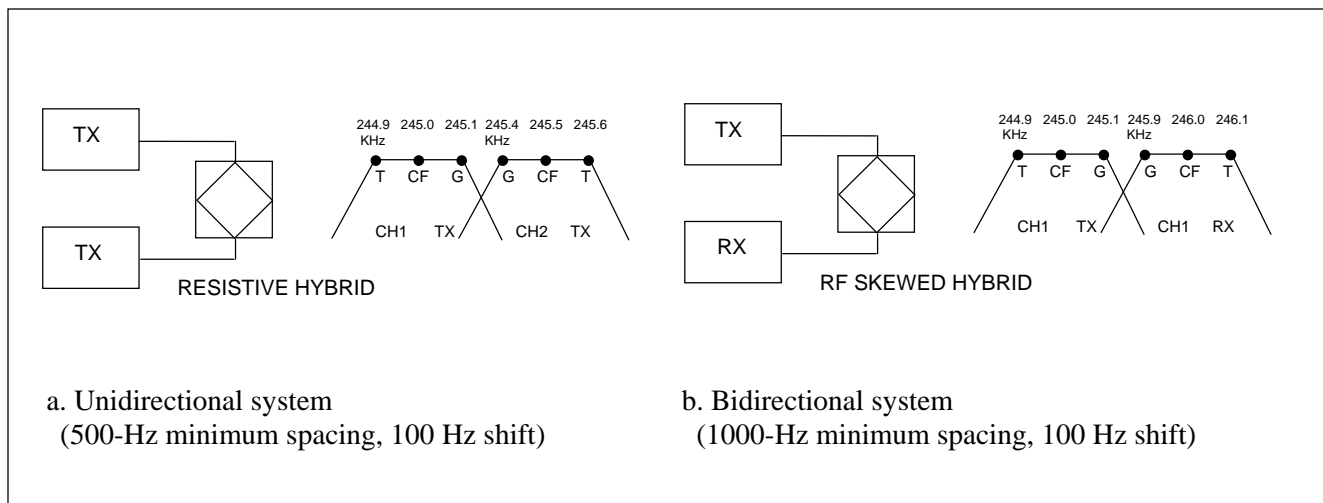 TX
TX
RESISTIVE HYBRID
244.9 245.0 245.1 245.4 245.5 245.6
KHz KHz
T CF G G CF T
CH1 TX CH2 TX
a. Unidirectional system
(500-Hz minimum spacing, 100 Hz shift)
TX
RX
RF SKEWED HYBRID
244.9 245.0 245.1 245.9 246.0 246.1
KHz KHz
T CF G G CF T
CH1 TX CH1 RX
b. Bidirectional system
(1000-Hz minimum spacing, 100 Hz shift)